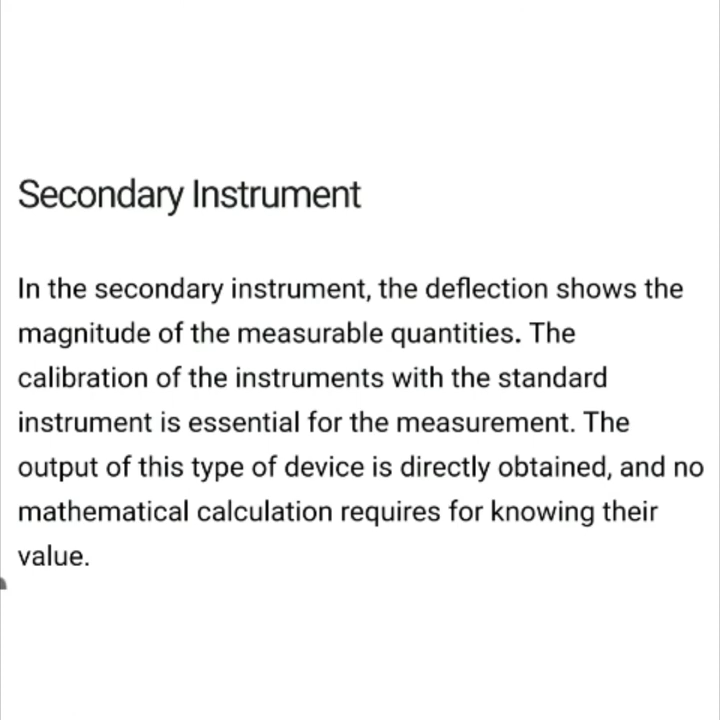 Secondary Instrument
In the secondary instrument, the deflection shows the
magnitude of the measurable quantities. The
calibration of the instruments with the standard
instrument is essential for the measurement. The
output of this type of device is directly obtained, and no
mathematical calculation requires for knowing their
value.